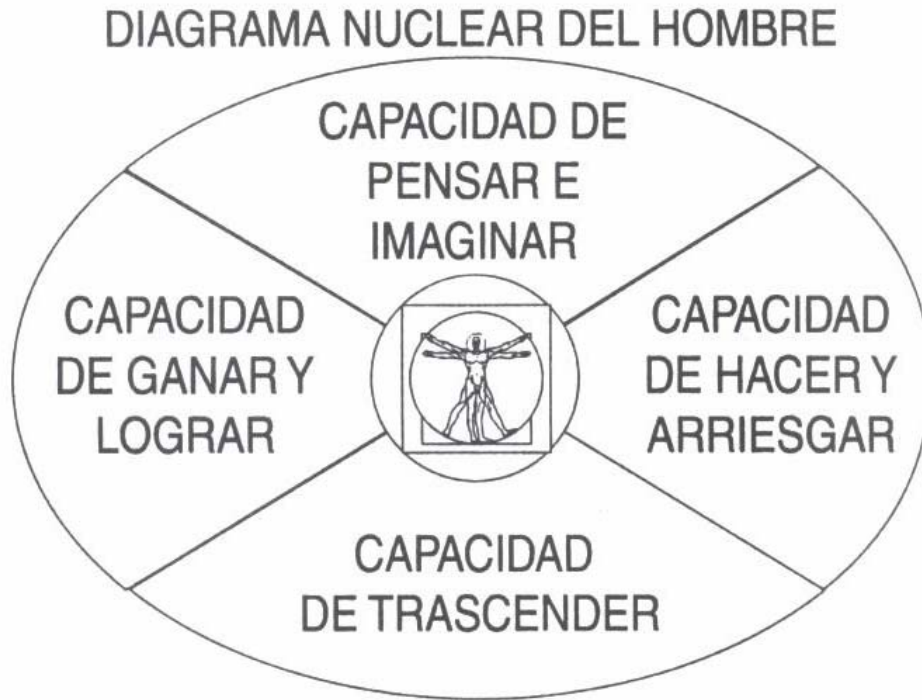 DIAGRAMA NUCLEAR DEL HOMBRE
CAPACIDAD DE
PENSAR E
IMAGINAR
CAPACIDAD
DE GANAR Y
LOGRAR
CAPACIDAD
DE HACER Y
ARRIESGAR
CAPACIDAD
DE TRASCENDER